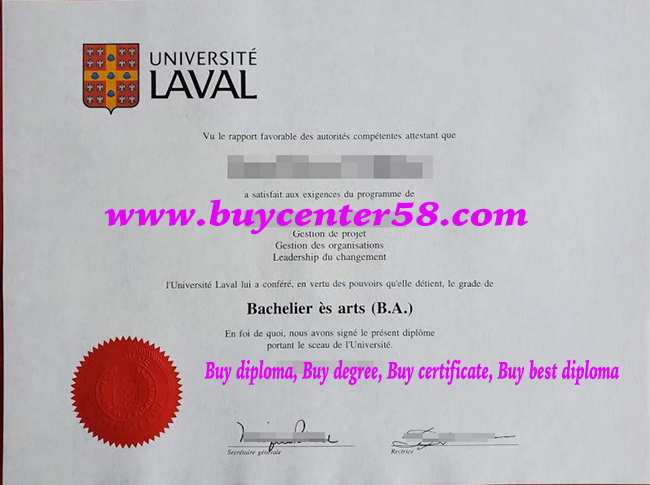 UNIVERSITÉ
LAVAL
Vu le rapport favorable des autorités compétentes attestant que
a satisfait aux exigences du programme de
www.buycenter58.com
Gestion de projet
Gestion des organisations
Leadership du changement
l'Université Laval lui a conféré, en vertu des pouvoirs qu'elle détient, le grade de
Bachelier ès arts (B.A.)
En foi de quoi, nous avons signé le présent diplôme
portant le sceau de l'Université.
Buy diploma, Buy degree, Buy certificate, Buy best diploma
Secrétaire générale
Rectrice